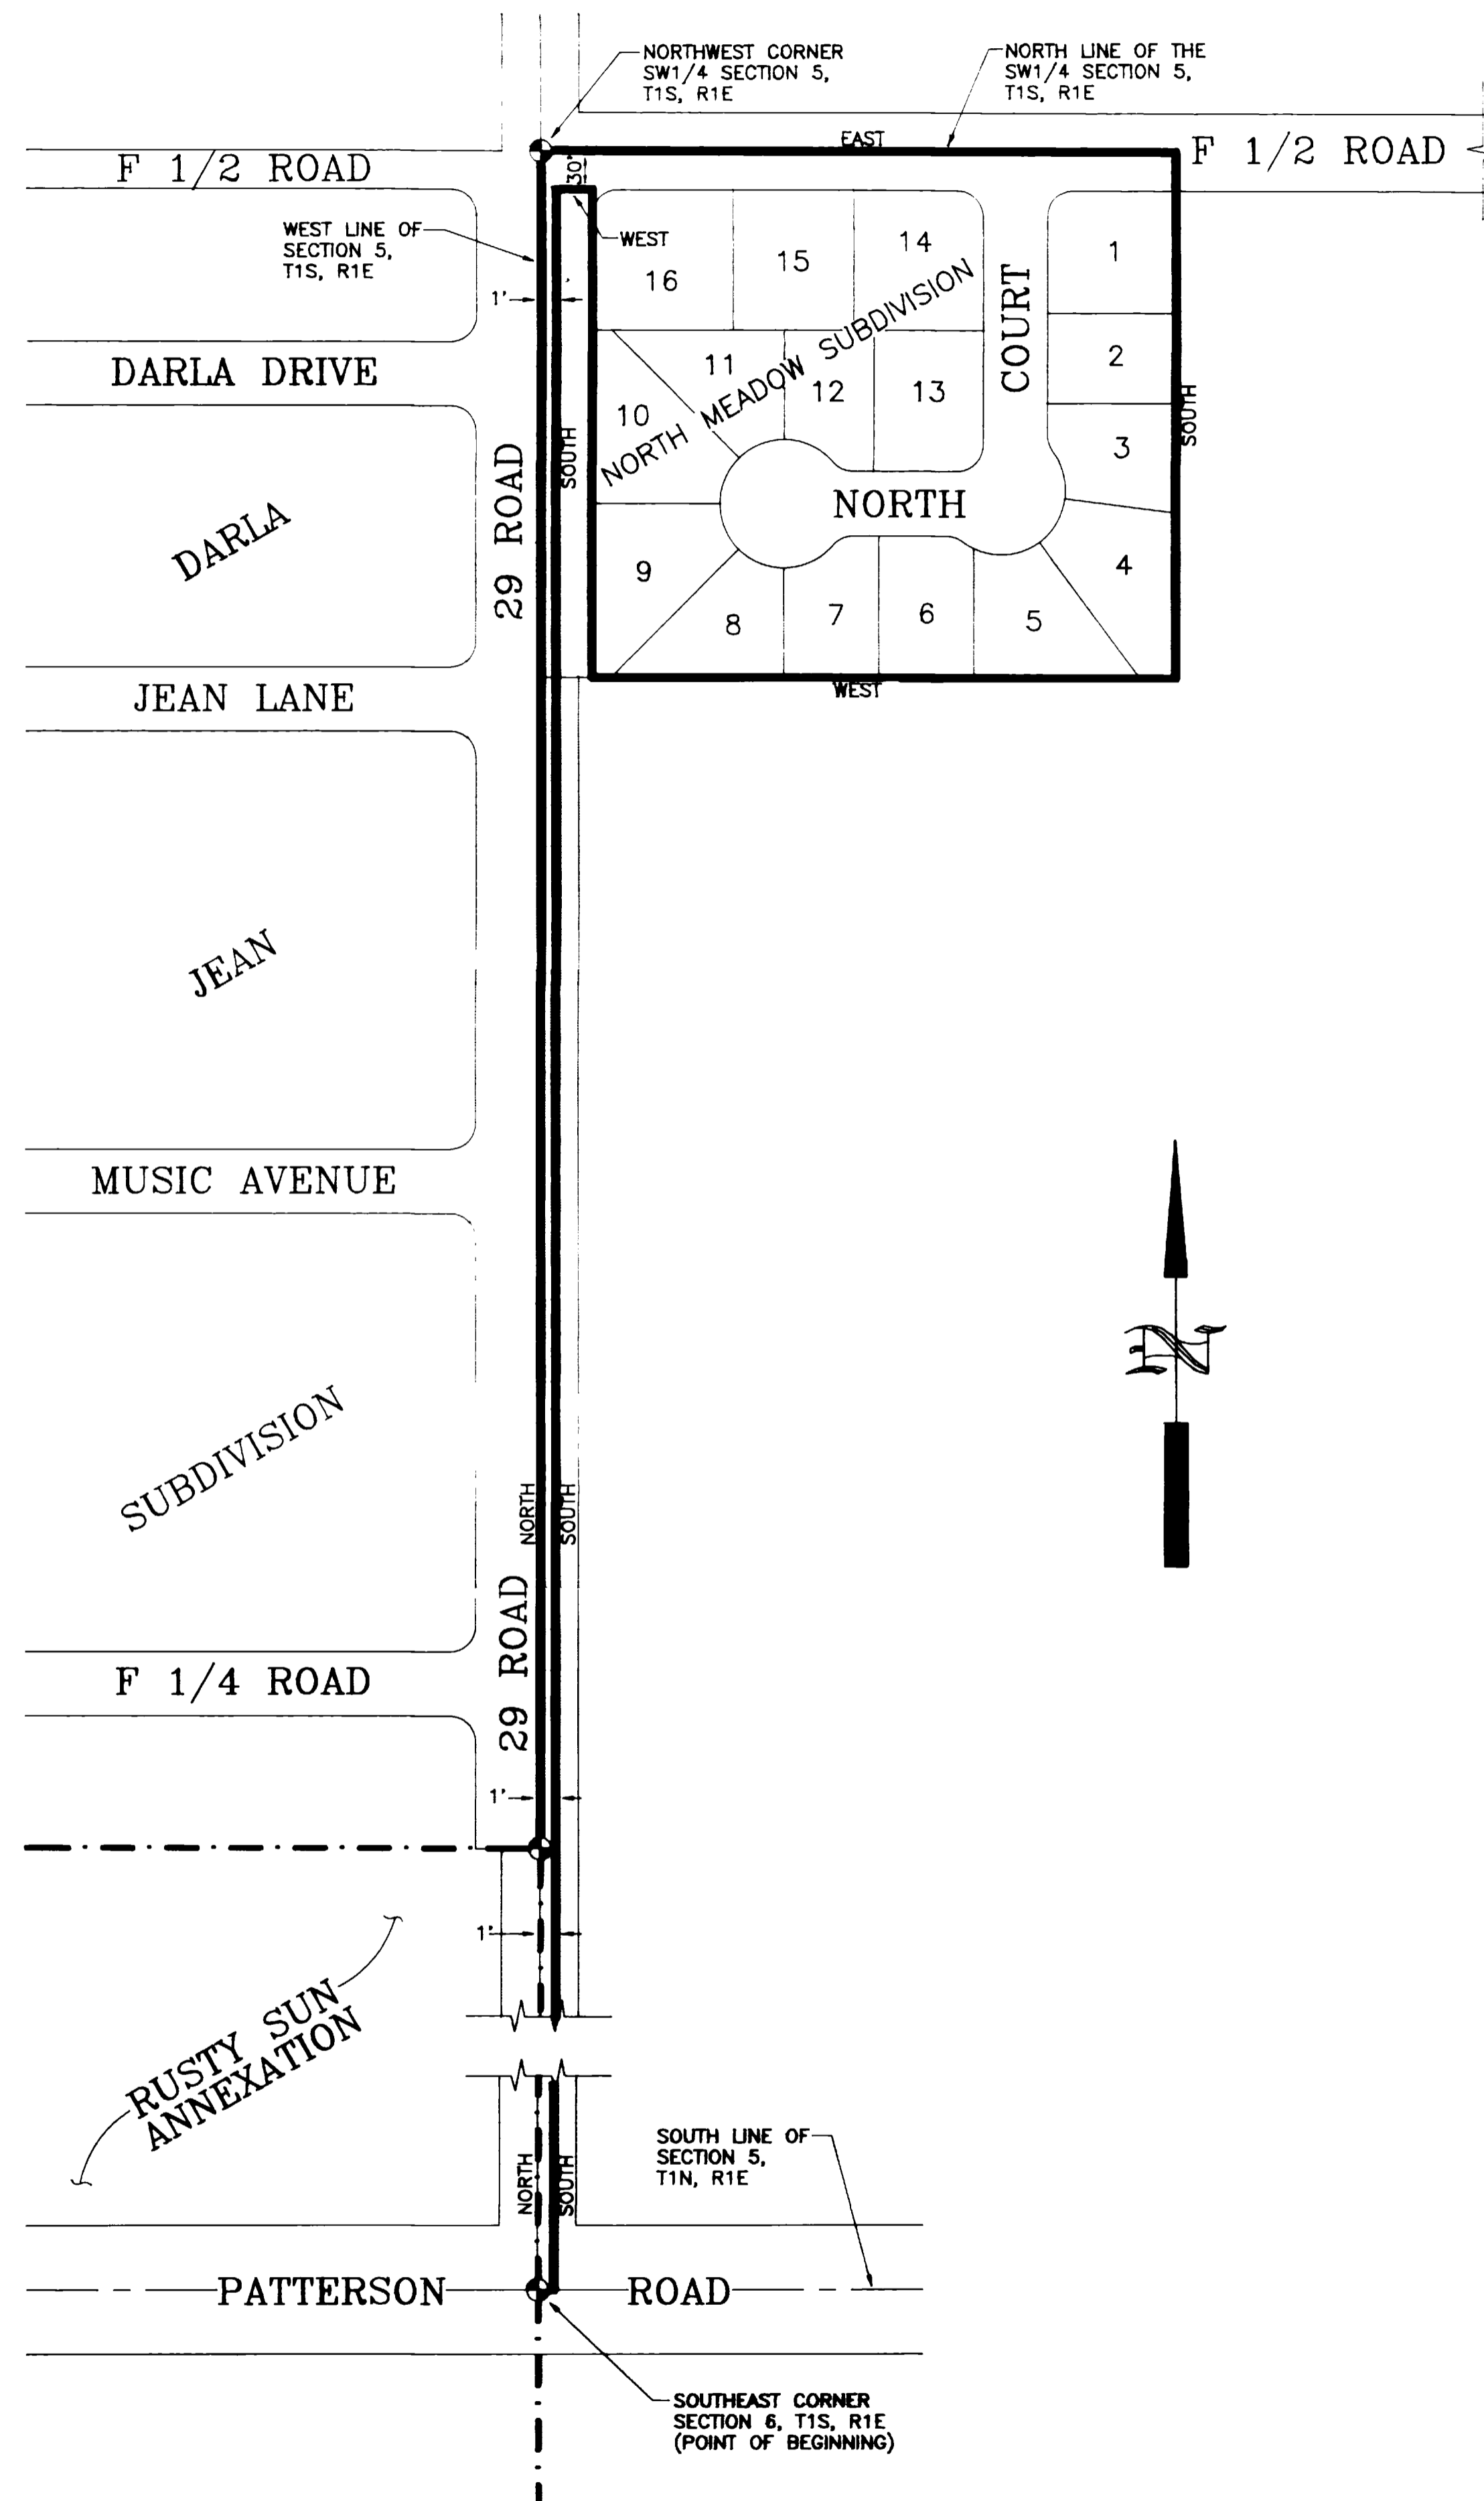 NORTHWEST CORNER
SW1/4 SECTION 5,
T1S, R1E
NORTH LINE OF THE
SW1/4 SECTION 5,
T1S, R1E
F 1/2 ROAD
EAST
F 1/2 ROAD
30'
WEST LINE OF
SECTION 5,
T1S, R1E
WEST
1'
16
15
14
1
DARLA DRIVE
11
12
13
COURT
2
NORTH MEADOW SUBDIVISION
10
3
SOUTH
SOUTH
29 ROAD
NORTH
DARLA
9
8
7
6
5
4
JEAN LANE
WEST
JEAN
MUSIC AVENUE
N
SUBDIVISION
NORTH
SOUTH
29 ROAD
F 1/4 ROAD
1'
1'
RUSTY SUN
ANNEXATION
NORTH
SOUTH
SOUTH LINE OF
SECTION 5,
T1N, R1E
PATTERSON ROAD
SOUTHEAST CORNER
SECTION 6, T1S, R1E
(POINT OF BEGINNING)